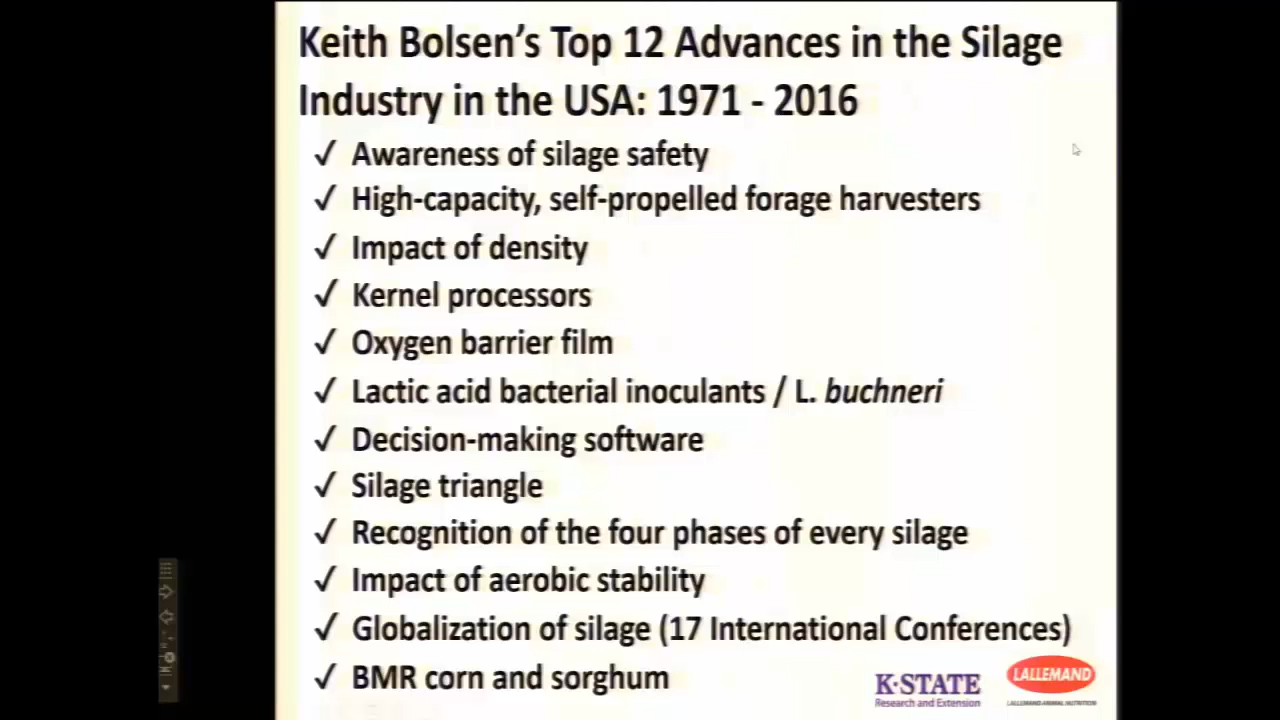 Keith Bolsen's Top 12 Advances in the Silage
Industry in the USA: 1971 - 2016
✓ Awareness of silage safety
✓ High-capacity, self-propelled forage harvesters
✓ Impact of density
✓ Kernel processors
✓ Oxygen barrier film
✓ Lactic acid bacterial inoculants / L. buchneri
✓ Decision-making software
✓ Silage triangle
✓ Recognition of the four phases of every silage
✓ Impact of aerobic stability
✓ Globalization of silage (17 International Conferences)
✓ BMR corn and sorghum
K-STATE
Research and Extension
LALLEMAND
LALLEMAND ANIMAL NUTRITION